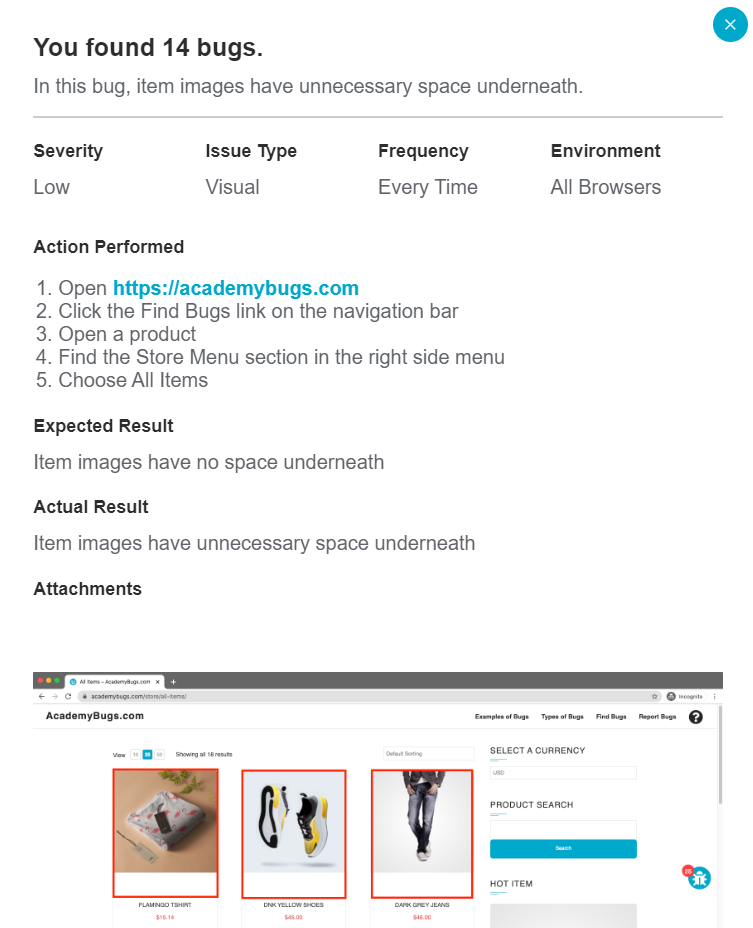 You found 14 bugs.
In this bug, item images have unnecessary space underneath.
Severity Issue Type Frequency Environment
Low Visual Every Time All Browsers
Action Performed
1. Open https://academybugs.com
2. Click the Find Bugs link on the navigation bar
3. Open a product
4. Find the Store Menu section in the right side menu
5. Choose All Items
Expected Result
Item images have no space underneath
Actual Result
Item images have unnecessary space underneath
Attachments
All Items – AcademyBugs.com
academybugs.com/store/all-items/ Incognito
AcademyBugs.com Examples of Bugs Types of Bugs Find Bugs Report Bugs ?
View Showing all 18 results Default Sorting SELECT A CURRENCY
USD
PRODUCT SEARCH
Search
HOT ITEM
FLAMINGO TSHIRT DNK YELLOW SHOES DARK GREY JEANS
$15.14 $45.00 $46.00